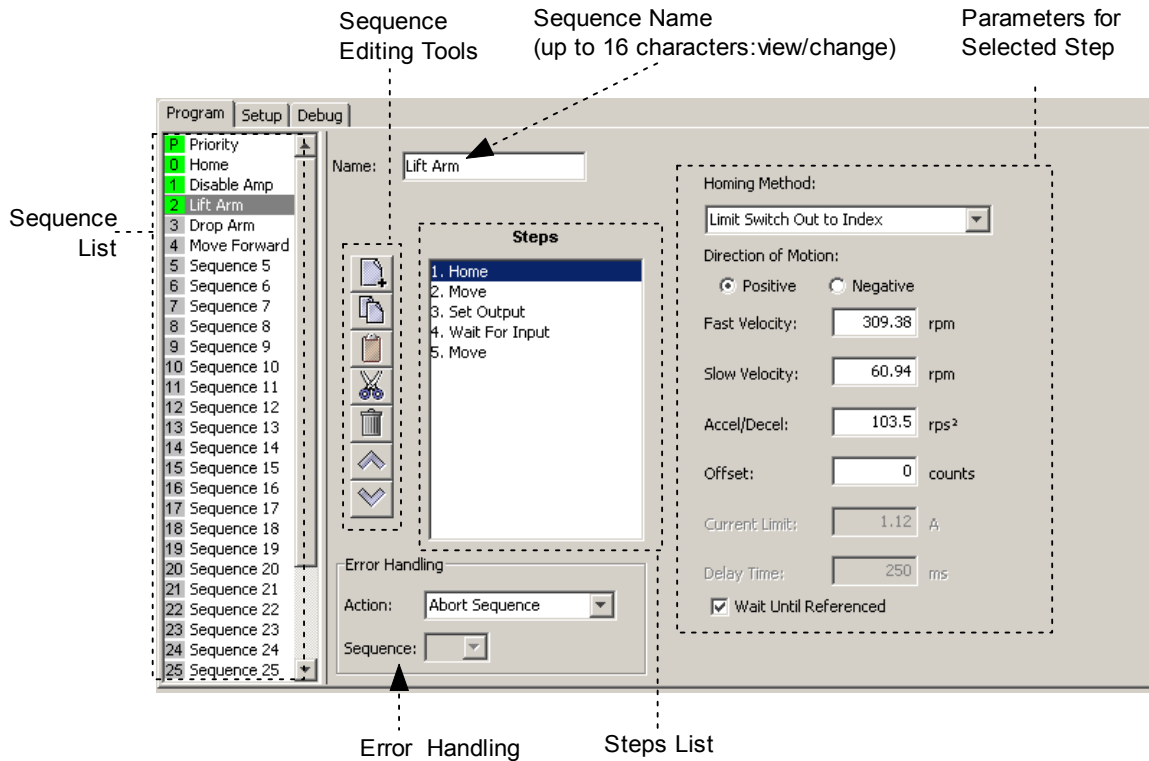 Sequence
Editing Tools
Sequence Name
(up to 16 characters:view/change)
Parameters for
Selected Step
Program Setup Debug
Sequence
List
P Priority
0 Home
1 Disable Amp
2 Lift Arm
3 Drop Arm
4 Move Forward
5 Sequence 5
6 Sequence 6
7 Sequence 7
8 Sequence 8
9 Sequence 9
10 Sequence 10
11 Sequence 11
12 Sequence 12
13 Sequence 13
14 Sequence 14
15 Sequence 15
16 Sequence 16
17 Sequence 17
18 Sequence 18
19 Sequence 19
20 Sequence 20
21 Sequence 21
22 Sequence 22
23 Sequence 23
24 Sequence 24
25 Sequence 25
Name: Lift Arm
Steps
1. Home
2. Move
3. Set Output
4. Wait For Input
5. Move
Error Handling
Action: Abort Sequence
Sequence:
Homing Method:
Limit Switch Out to Index
Direction of Motion:
Positive Negative
Fast Velocity: 309.38 rpm
Slow Velocity: 60.94 rpm
Accel/Decel: 103.5 rps²
Offset: 0 counts
Current Limit: 1.12 A
Delay Time: 250 ms
Wait Until Referenced
Error Handling
Steps List